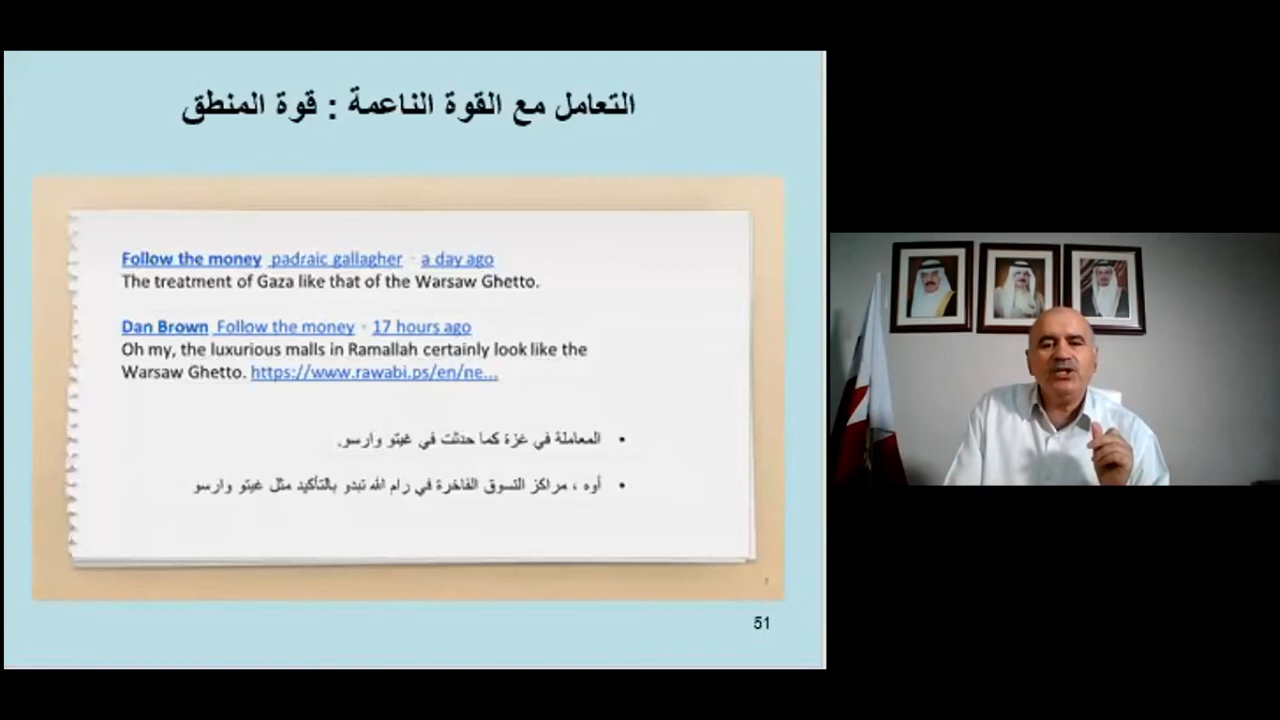 التعامل مع القوة الناعمة : قوة المنطق
Follow the money padraic gallagher · a day ago
The treatment of Gaza like that of the Warsaw Ghetto.
Dan Brown Follow the money · 17 hours ago
Oh my, the luxurious malls in Ramallah certainly look like the
Warsaw Ghetto. https://www.rawabi.ps/en/ne...
• المعاملة في غزة كما حدثت في غيتو وارسو.
• أوه ، مراكز التسوق الفاخرة في رام الله تبدو بالتأكيد مثل غيتو وارسو
51